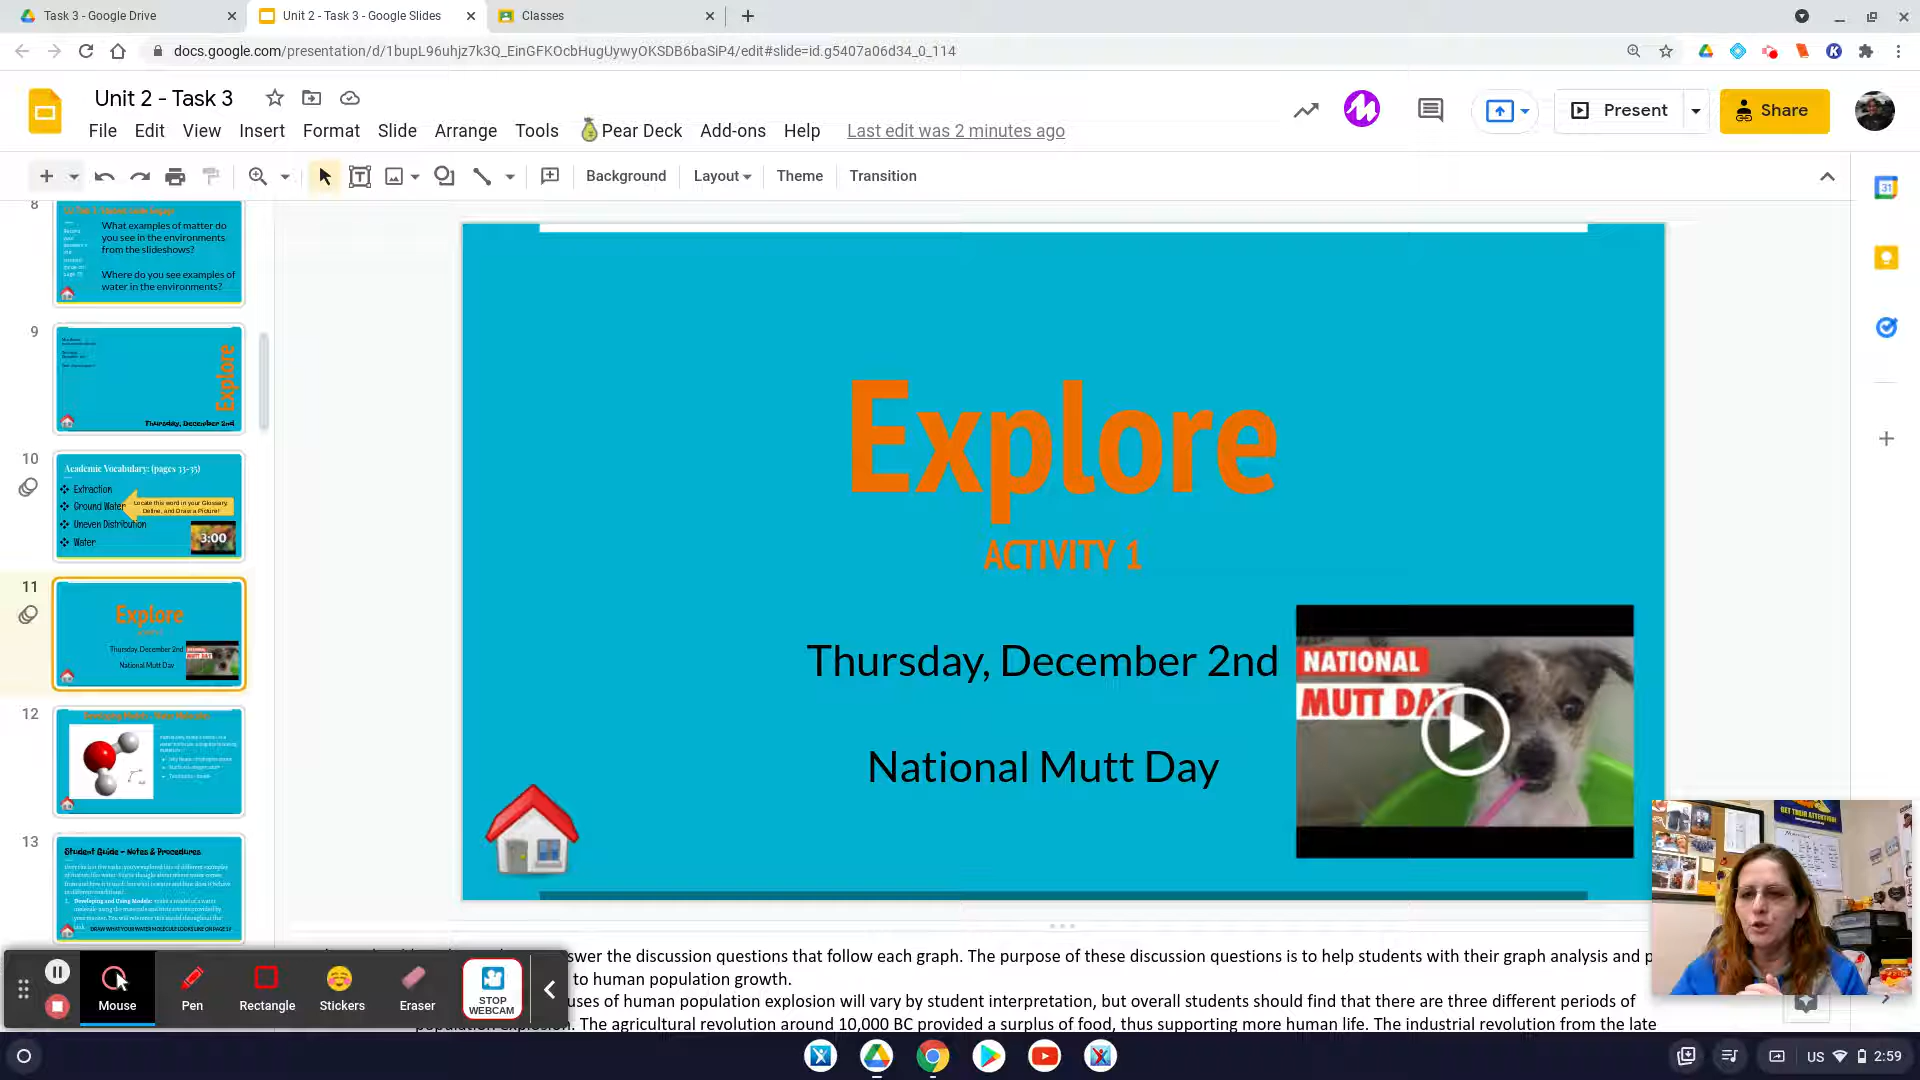 Task 3 - Google Drive
Unit 2 - Task 3 - Google Slides
Classes
docs.google.com/presentation/d/1bupL96uhjz7k3Q_EinGFKOcbHugUywyOKSDB6baSiP4/edit#slide=id.g5407a06d34_0_114
Unit 2 - Task 3
Present
Share
File Edit View Insert Format Slide Arrange Tools Pear Deck Add-ons Help Last edit was 2 minutes ago
Background Layout Theme Transition
8
What examples of matter do
you see in the environments
from the slideshows?
Where do you see examples of
water in the environments?
9
Explore
Thursday, December 2nd
10
Academic Vocabulary: (pages 33-35)
Extraction
Ground Water
Uneven Distribution
Water
Locate this word in your Glossary,
Define, and Draw a Picture!
3:00
11
Explore
Thursday, December 2nd
National Mutt Day
12
13
Student Guide - Notes & Procedures
Explore
ACTIVITY 1
Thursday, December 2nd
National Mutt Day
NATIONAL
MUTT DAY
GET THEIR ATTENTION!
swer the discussion questions that follow each graph. The purpose of these discussion questions is to help students with their graph analysis and p
to human population growth.
uses of human population explosion will vary by student interpretation, but overall students should find that there are three different periods of
population explosion. The agricultural revolution around 10,000 BC provided a surplus of food, thus supporting more human life. The industrial revolution from the late
Mouse
Pen
Rectangle
Stickers
Eraser
STOP
WEBCAM
US
2:59